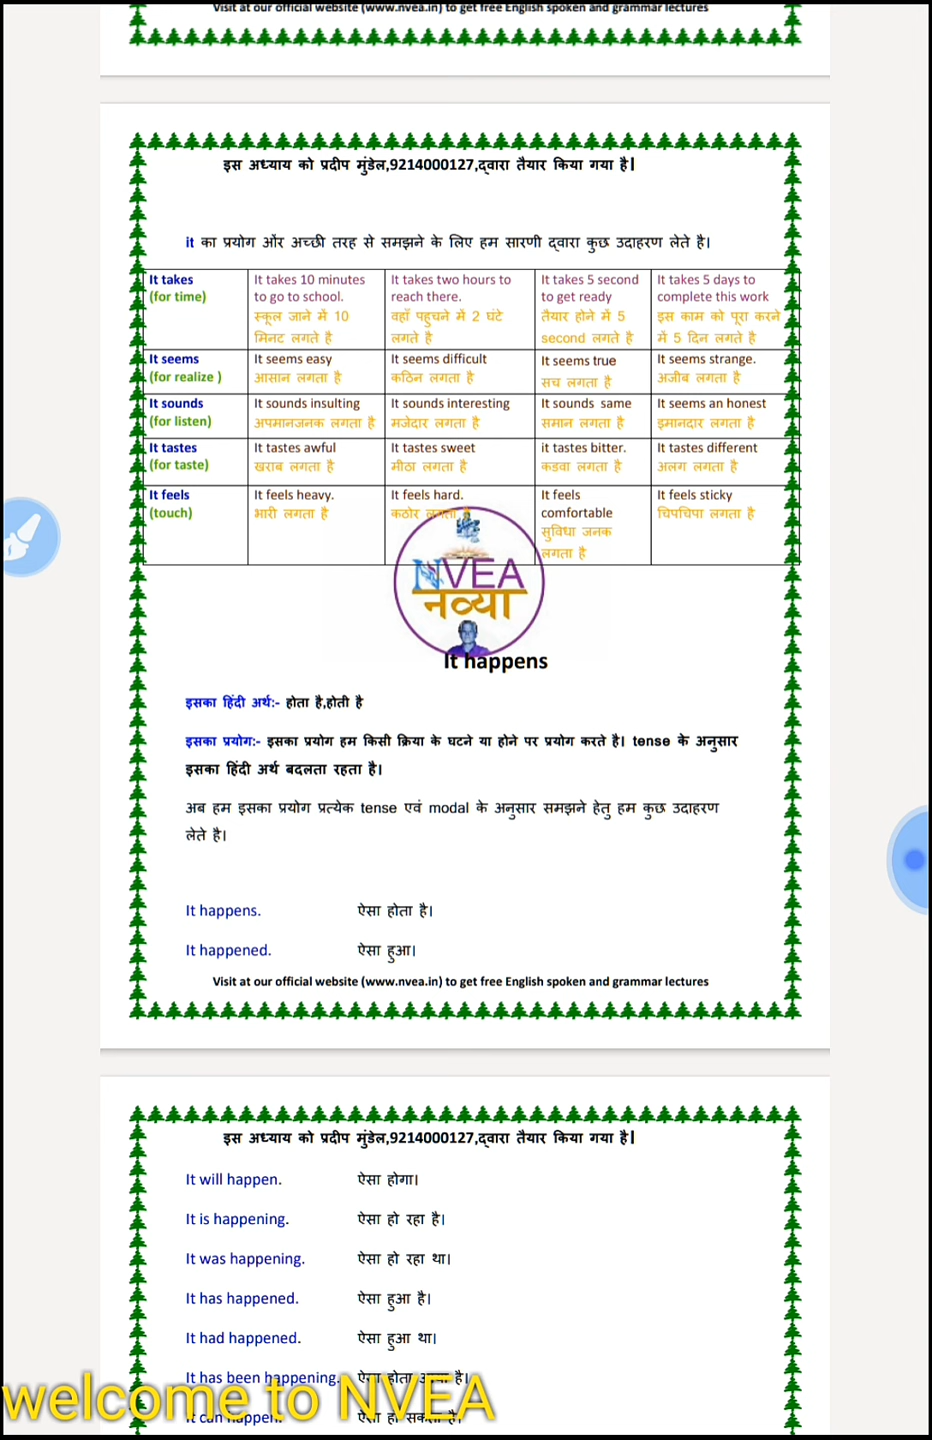 Visit at our official website (www.nvea.in) to get free English spoken and grammar lectures
इस अध्याय को प्रदीप मुंडेल,9214000127,द्वारा तैयार किया गया है|
it का प्रयोग ओर अच्छी तरह से समझने के लिए हम सारणी द्वारा कुछ उदाहरण लेते है।
It takes
(for time)
It takes 10 minutes
to go to school.
स्कूल जाने में 10
मिनट लगते है
It takes two hours to
reach there.
वहाँ पहुचने में 2 घंटे
लगते है
It takes 5 second
to get ready
तैयार होने में 5
second लगते है
It takes 5 days to
complete this work
इस काम को पूरा करने
में 5 दिन लगते है
It seems
(for realize )
It seems easy
आसान लगता है
It seems difficult
कठिन लगता है
It seems true
सच लगता है
It seems strange.
अजीब लगता है
It sounds
(for listen)
It sounds insulting
अपमानजनक लगता है
It sounds interesting
मजेदार लगता है
It sounds same
समान लगता है
It seems an honest
इमानदार लगता है
It tastes
(for taste)
It tastes awful
खराब लगता है
It tastes sweet
मीठा लगता है
it tastes bitter.
कडवा लगता है
It tastes different
अलग लगता है
It feels
(touch)
It feels heavy.
भारी लगता है
It feels hard.
कठोर लगता है
It feels
comfortable
सुविधा जनक
लगता है
It feels sticky
चिपचिपा लगता है
NVEA
नव्या
It happens
इसका हिंदी अर्थ:- होता है,होती है
इसका प्रयोग:- इसका प्रयोग हम किसी क्रिया के घटने या होने पर प्रयोग करते है। tense के अनुसार
इसका हिंदी अर्थ बदलता रहता है।
अब हम इसका प्रयोग प्रत्येक tense एवं modal के अनुसार समझने हेतु हम कुछ उदाहरण
लेते है।
It happens. ऐसा होता है।
It happened. ऐसा हुआ।
Visit at our official website (www.nvea.in) to get free English spoken and grammar lectures
इस अध्याय को प्रदीप मुंडेल,9214000127,द्वारा तैयार किया गया है|
It will happen. ऐसा होगा।
It is happening. ऐसा हो रहा है।
It was happening. ऐसा हो रहा था।
It has happened. ऐसा हुआ है।
It had happened. ऐसा हुआ था।
It has been happening. ऐसा होता है।
welcome to NVEA
It can happen. ऐसा हो सकता है।